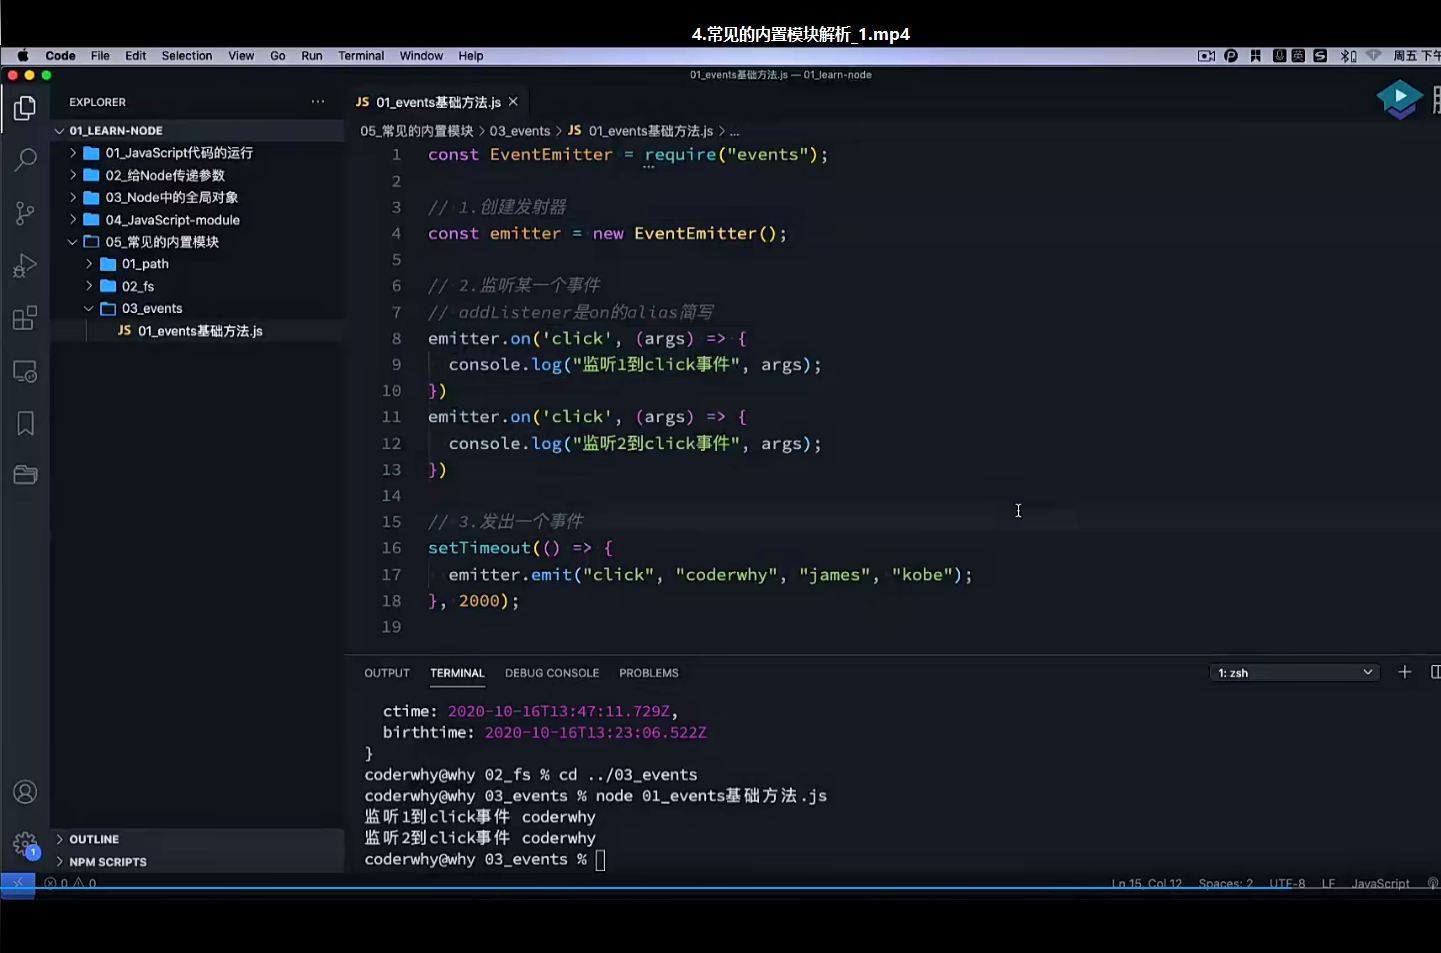 4.常见的内置模块解析_1.mp4
Code File Edit Selection View Go Run Terminal Window Help
周五 下午
01_events基础方法.js — 01_learn-node
EXPLORER
JS 01_events基础方法.js
01_LEARN-NODE
05_常见的内置模块 > 03_events > JS 01_events基础方法.js > ...
01_JavaScript代码的运行
02_给Node传递参数
03_Node中的全局对象
04_JavaScript-module
05_常见的内置模块
01_path
02_fs
03_events
JS 01_events基础方法.js
1 const EventEmitter = require("events");
2
3 // 1.创建发射器
4 const emitter = new EventEmitter();
5
6 // 2.监听某一个事件
7 // addListener是on的alias简写
8 emitter.on('click', (args) => {
9 console.log("监听1到click事件", args);
10 })
11 emitter.on('click', (args) => {
12 console.log("监听2到click事件", args);
13 })
14
15 // 3.发出一个事件
16 setTimeout(() => {
17 emitter.emit("click", "coderwhy", "james", "kobe");
18 }, 2000);
19
OUTPUT TERMINAL DEBUG CONSOLE PROBLEMS
1: zsh
ctime: 2020-10-16T13:47:11.729Z,
birthtime: 2020-10-16T13:23:06.522Z
}
coderwhy@why 02_fs % cd ../03_events
coderwhy@why 03_events % node 01_events基础方法.js
监听1到click事件 coderwhy
监听2到click事件 coderwhy
coderwhy@why 03_events %
OUTLINE
NPM SCRIPTS
1
0 0
Ln 15, Col 12 Spaces: 2 UTF-8 LF JavaScript